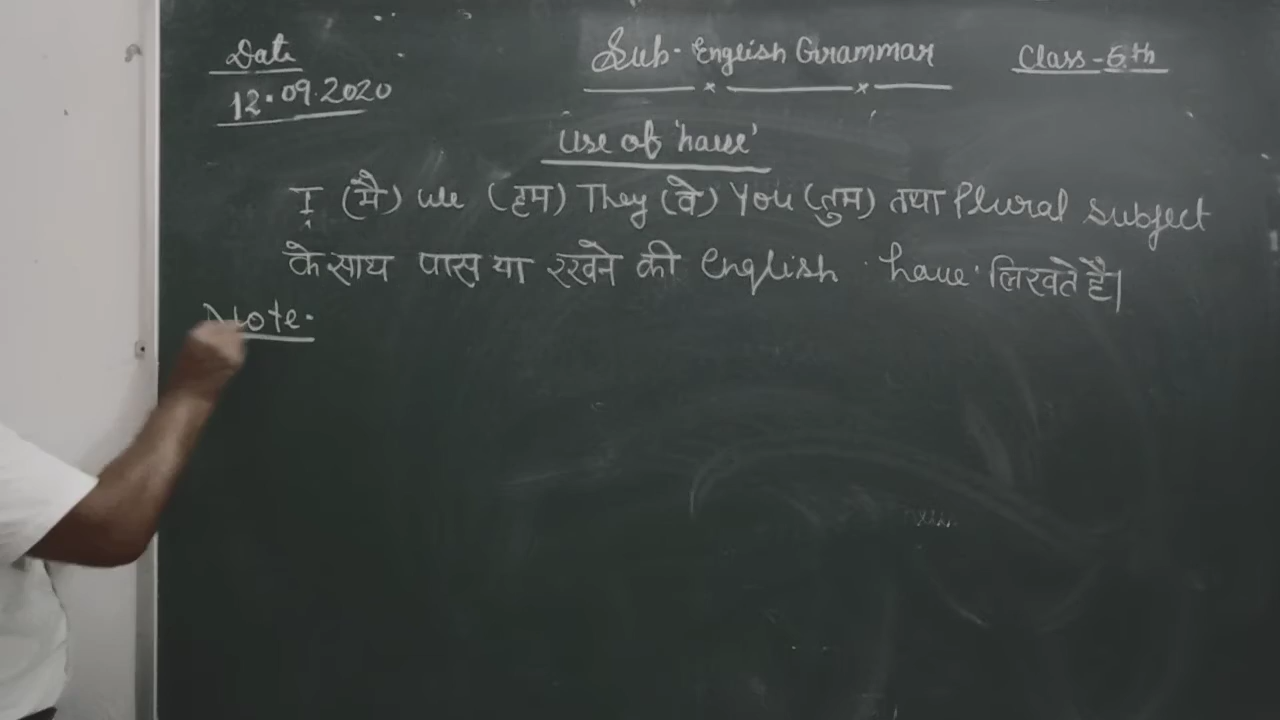 Date
12.09.2020
Sub- English Grammar
Class-6th
Use of 'have'
I (मै) we (हम) They (वे) You (तुम) तथा Plural subject
के साथ पास या रखने की English 'have' लिखते है।
Note-